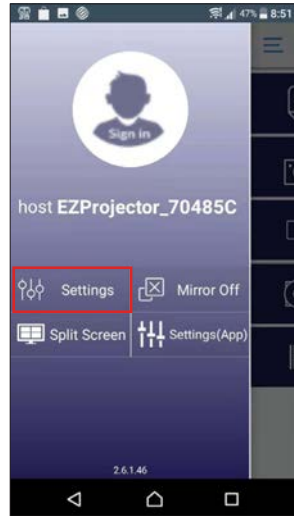 47% 8:51
Sign in
host EZProjector_70485C
Settings Mirror Off
Split Screen Settings(App)
2.6.1.46